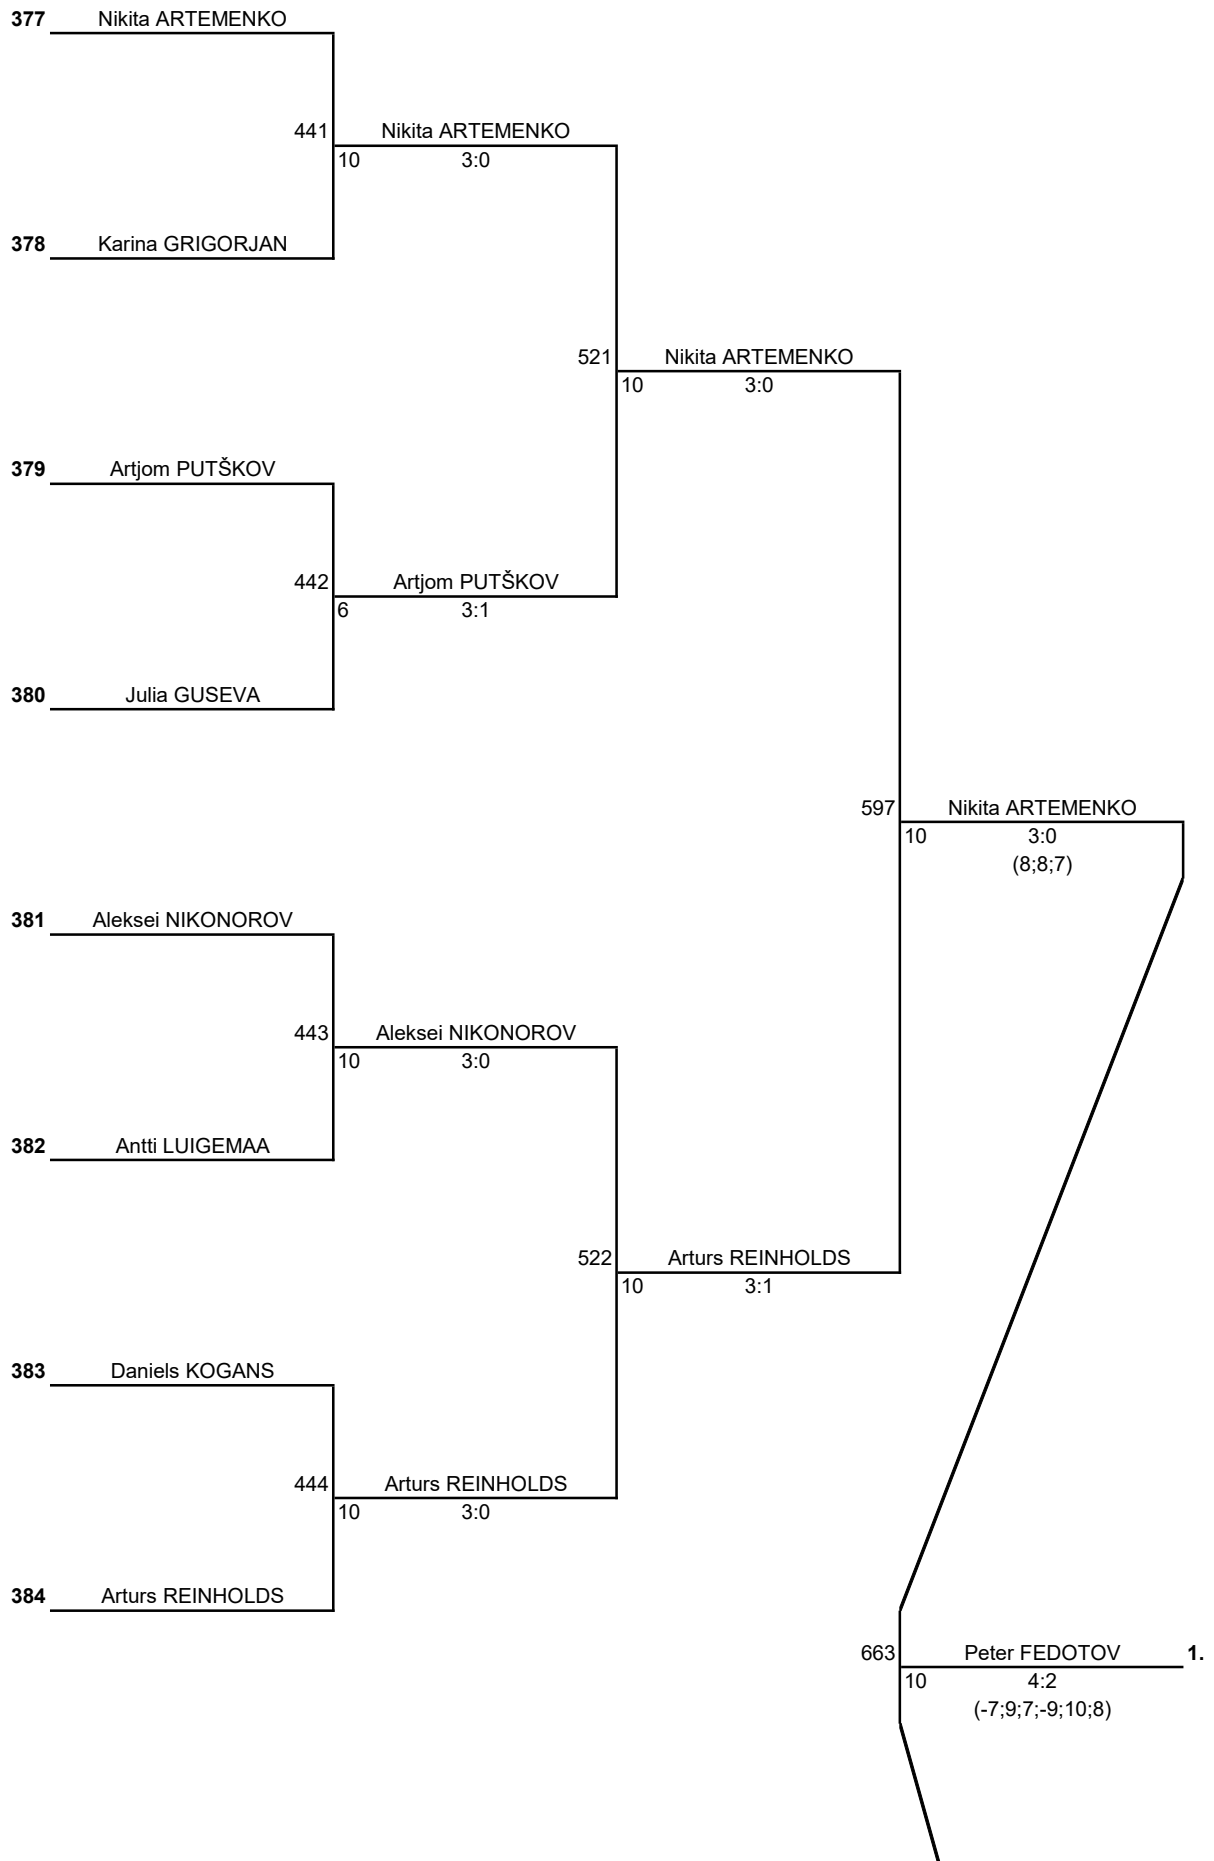 377 Nikita ARTEMENKO
441 Nikita ARTEMENKO
10 3:0
378 Karina GRIGORJAN
521 Nikita ARTEMENKO
10 3:0
379 Artjom PUTŠKOV
442 Artjom PUTŠKOV
6 3:1
380 Julia GUSEVA
597 Nikita ARTEMENKO
10 3:0
(8;8;7)
381 Aleksei NIKONOROV
443 Aleksei NIKONOROV
10 3:0
382 Antti LUIGEMAA
522 Arturs REINHOLDS
10 3:1
383 Daniels KOGANS
444 Arturs REINHOLDS
10 3:0
384 Arturs REINHOLDS
663 Peter FEDOTOV 1.
10 4:2
(-7;9;7;-9;10;8)